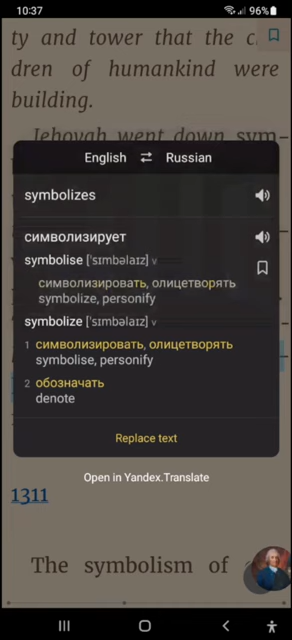 10:37
96%
ty and tower that the c
dren of humankind were
building.
Jehovah went down sym-
English
Russian
symbolizes
символизирует
symbolise ['sɪmbəlaɪz] v
символизировать, олицетворять
symbolize, personify
symbolize ['sɪmbəlaɪz] v
1 символизировать, олицетворять
symbolise, personify
2 обозначать
denote
Replace text
Open in Yandex.Translate
1311
The symbolism of